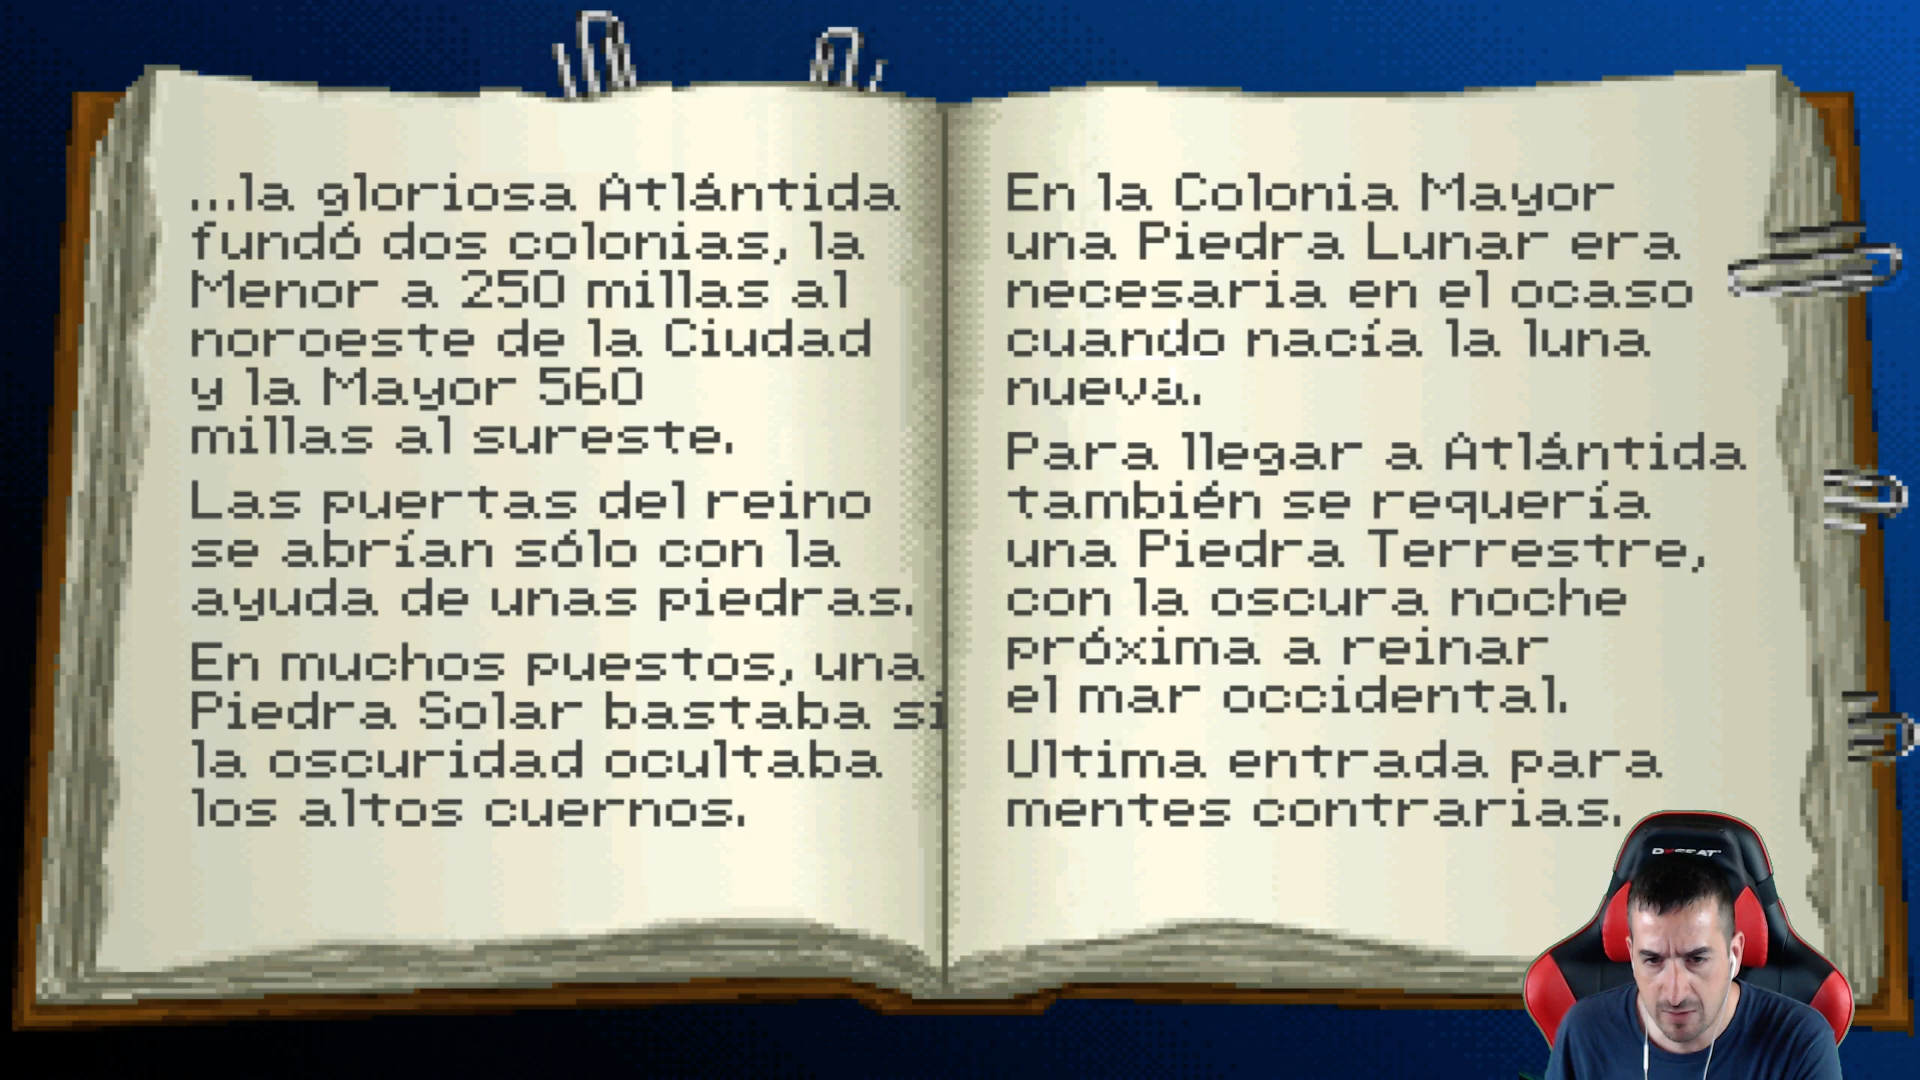 ...la gloriosa Atlántida
fundó dos colonias, la
Menor a 250 millas al
noroeste de la Ciudad
y la Mayor 560
millas al sureste.
Las puertas del reino
se abrían sólo con la
ayuda de unas piedras.
En muchos puestos, una
Piedra Solar bastaba si
la oscuridad ocultaba
los altos cuernos.
En la Colonia Mayor
una Piedra Lunar era
necesaria en el ocaso
cuando nacía la luna
nueva.
Para llegar a Atlántida
también se requería
una Piedra Terrestre,
con la oscura noche
próxima a reinar
el mar occidental.
Ultima entrada para
mentes contrarias.